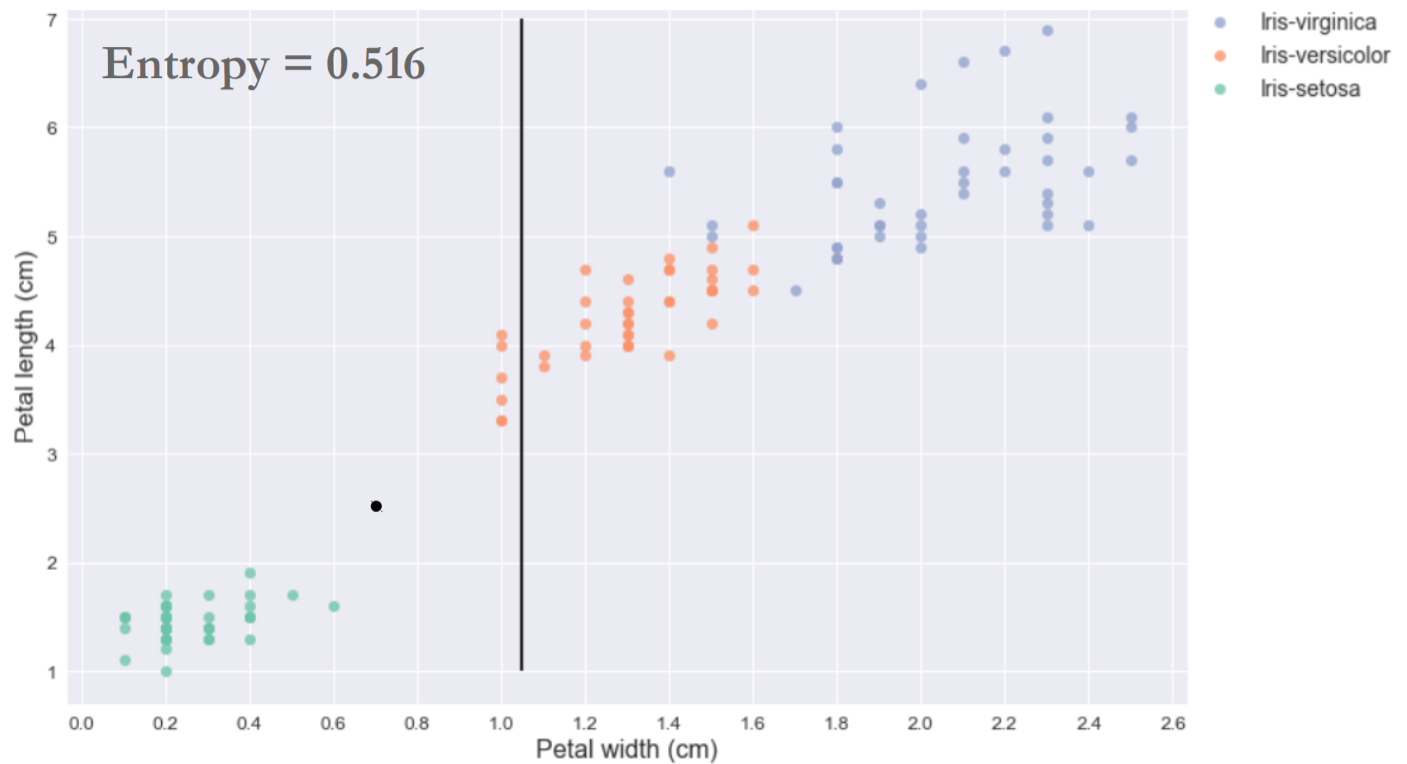 Entropy = 0.516
Iris-virginica
Iris-versicolor
Iris-setosa
Petal length (cm)
7
6
5
4
3
2
1
0.0 0.2 0.4 0.6 0.8 1.0 1.2 1.4 1.6 1.8 2.0 2.2 2.4 2.6
Petal width (cm)